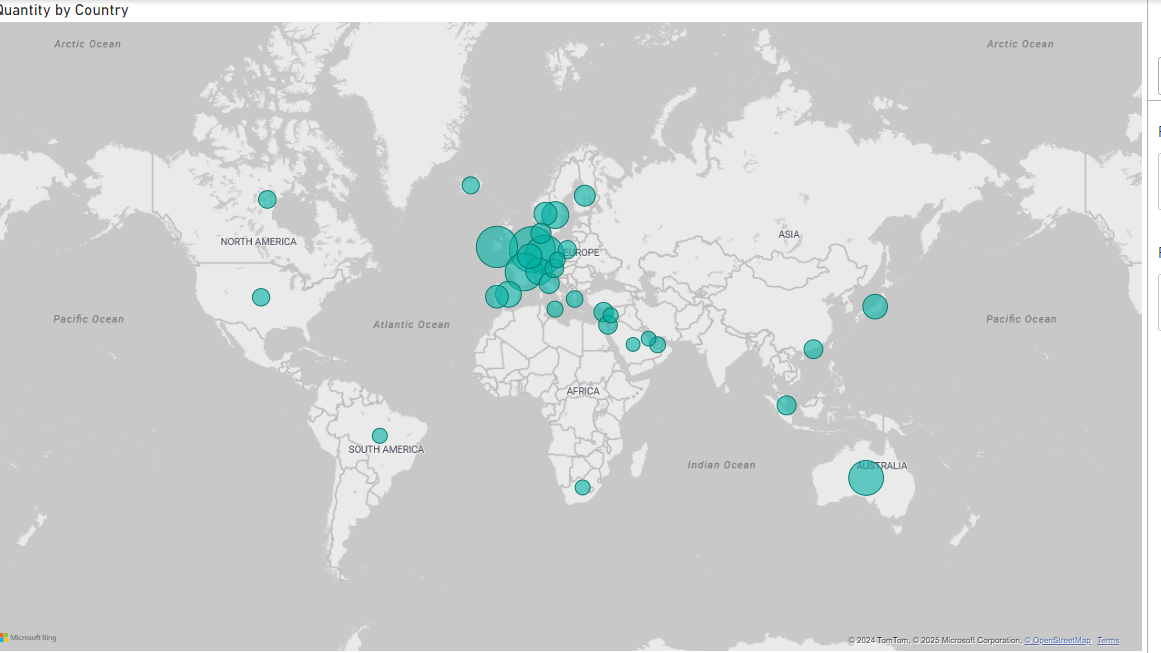 Quantity by Country
Arctic Ocean
Arctic Ocean
NORTH AMERICA
ASIA
EUROPE
Pacific Ocean
Atlantic Ocean
Pacific Ocean
AFRICA
SOUTH AMERICA
Indian Ocean
AUSTRALIA
Microsoft Bing
© 2024 TomTom, © 2025 Microsoft Corporation, © OpenStreetMap Terms